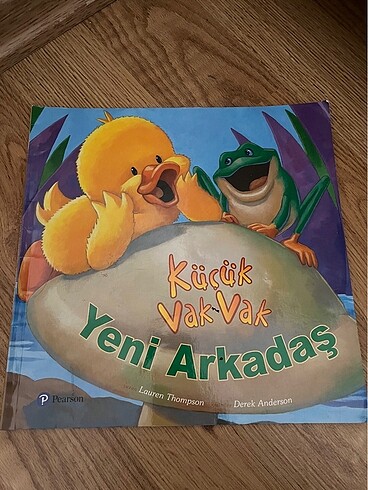 Küçük
Vak Vak
Yeni Arkadaş
Lauren Thompson
Derek Anderson
Pearson